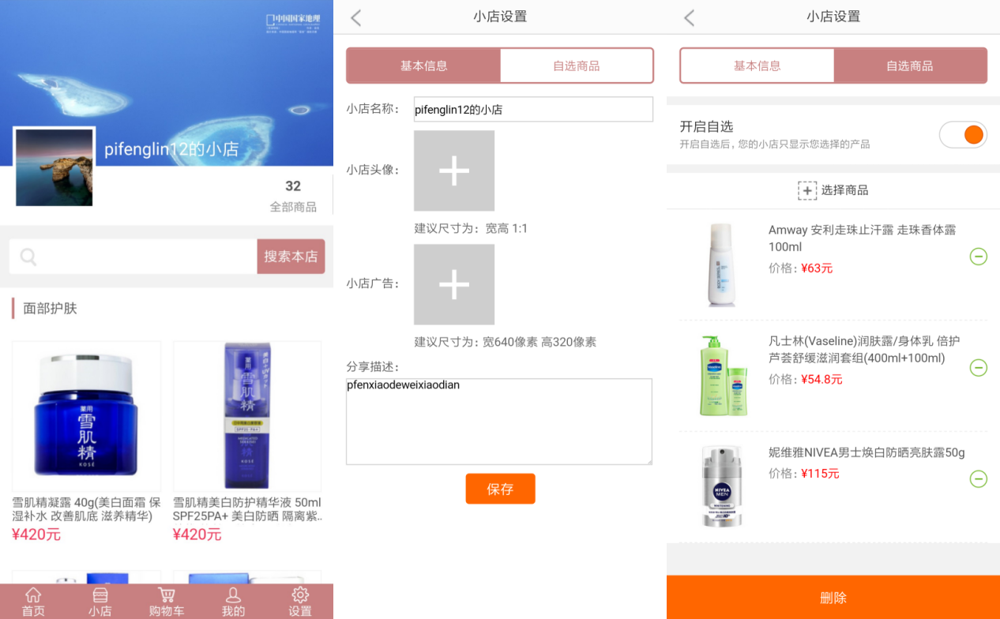 中国国家地理
pifenglin12的小店
32
全部商品
搜索本店
面部护肤
薬用
雪肌精
KOSÉ
薬用
雪肌精
SPF25 PA+
KOSÉ
雪肌精凝露 40g(美白面霜 保
湿补水 改善肌底 滋养精华)
¥420元
雪肌精美白防护精华液 50ml
SPF25PA+ 美白防晒 隔离紫..
¥420元
首页
小店
购物车
我的
设置
小店设置
基本信息
自选商品
小店名称：
pifenglin12的小店
小店头像：
建议尺寸为：宽高 1:1
小店广告：
建议尺寸为: 宽640像素 高320像素
分享描述：
pfenxiaodeweixiaodian
保存
小店设置
基本信息
自选商品
开启自选
开启自选后, 您的小店只显示您选择的产品
选择商品
Amway 安利走珠止汗露 走珠香体露
100ml
价格: ¥63元
Vaseline
凡士林(Vaseline)润肤露/身体乳 倍护
芦荟舒缓滋润套组(400ml+100ml)
价格: ¥54.8元
NIVEA
MEN
妮维雅NIVEA男士焕白防晒亮肤露50g
价格: ¥115元
删除